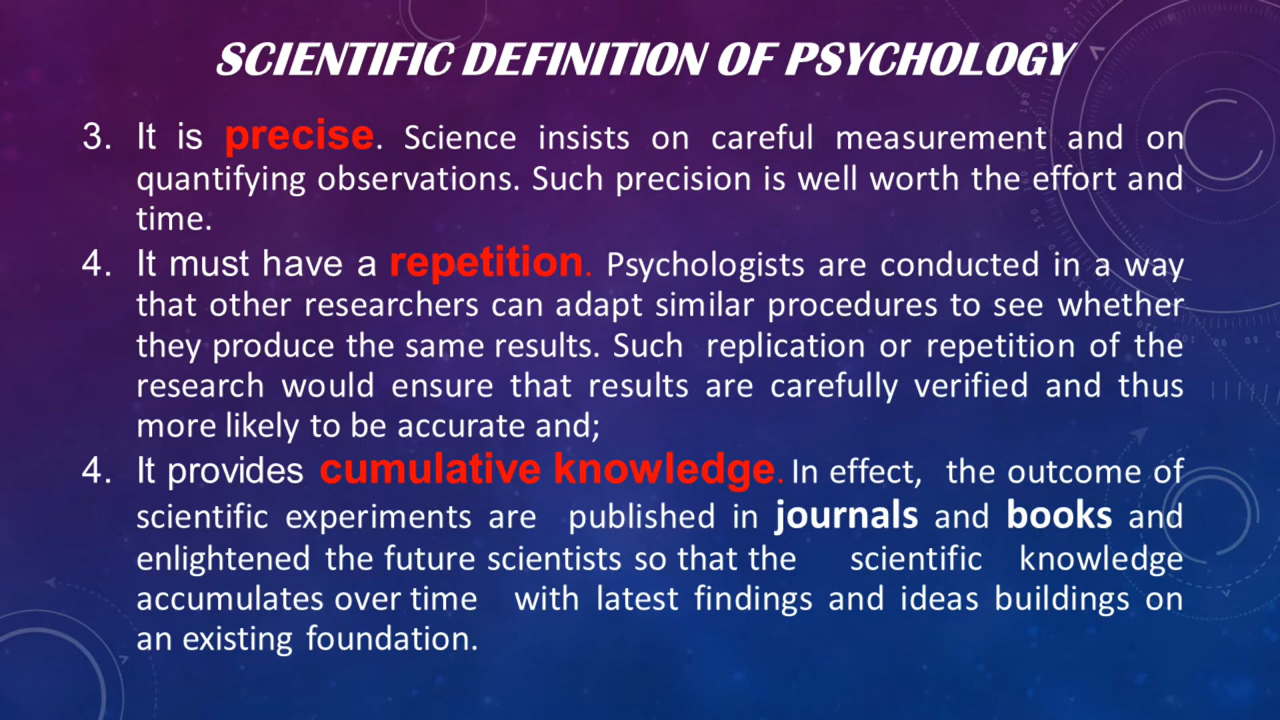 SCIENTIFIC DEFINITION OF PSYCHOLOGY
3. It is precise. Science insists on careful measurement and on
quantifying observations. Such precision is well worth the effort and
time.
4. It must have a repetition. Psychologists are conducted in a way
that other researchers can adapt similar procedures to see whether
they produce the same results. Such replication or repetition of the
research would ensure that results are carefully verified and thus
more likely to be accurate and;
4. It provides cumulative knowledge. In effect, the outcome of
scientific experiments are published in journals and books and
enlightened the future scientists so that the scientific knowledge
accumulates over time with latest findings and ideas buildings on
an existing foundation.